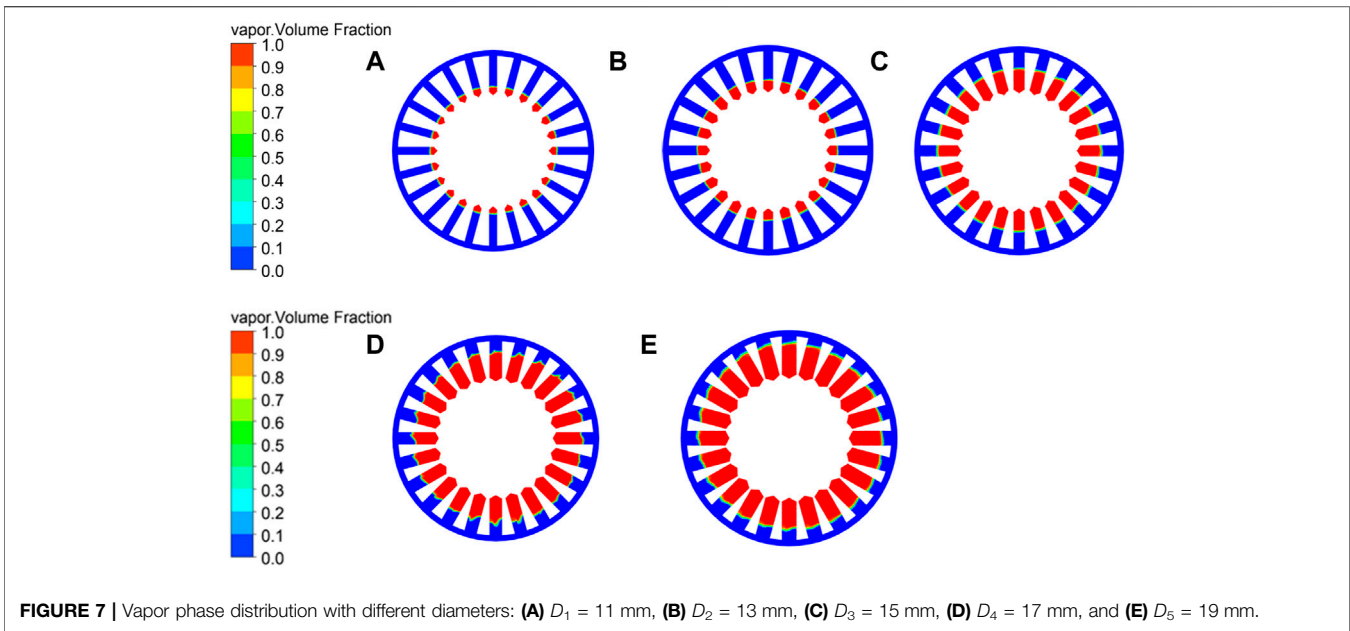 vapor.Volume Fraction
1.0
0.9
0.8
0.7
0.6
0.5
0.4
0.3
0.2
0.1
0.0
A
B
C
vapor.Volume Fraction
1.0
0.9
0.8
0.7
0.6
0.5
0.4
0.3
0.2
0.1
0.0
D
E
FIGURE 7 | Vapor phase distribution with different diameters: (A) D₁ = 11 mm, (B) D₂ = 13 mm, (C) D₃ = 15 mm, (D) D₄ = 17 mm, and (E) D₅ = 19 mm.